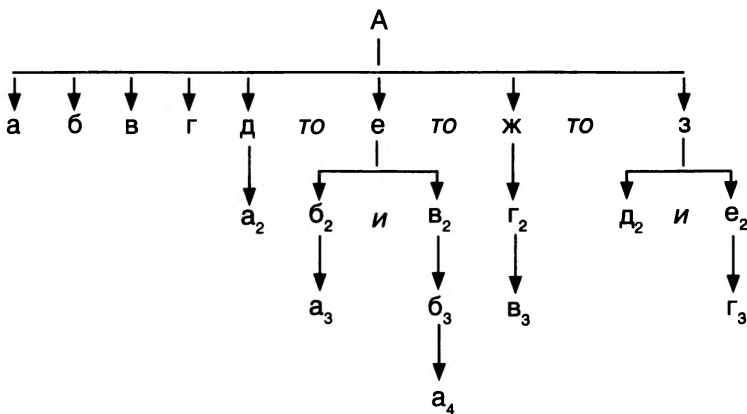 А
а б в г д то е то ж то з
а₂ б₂ и в₂ г₂ д₂ и е₂
а₃ б₃ в₃ г₃
а₄